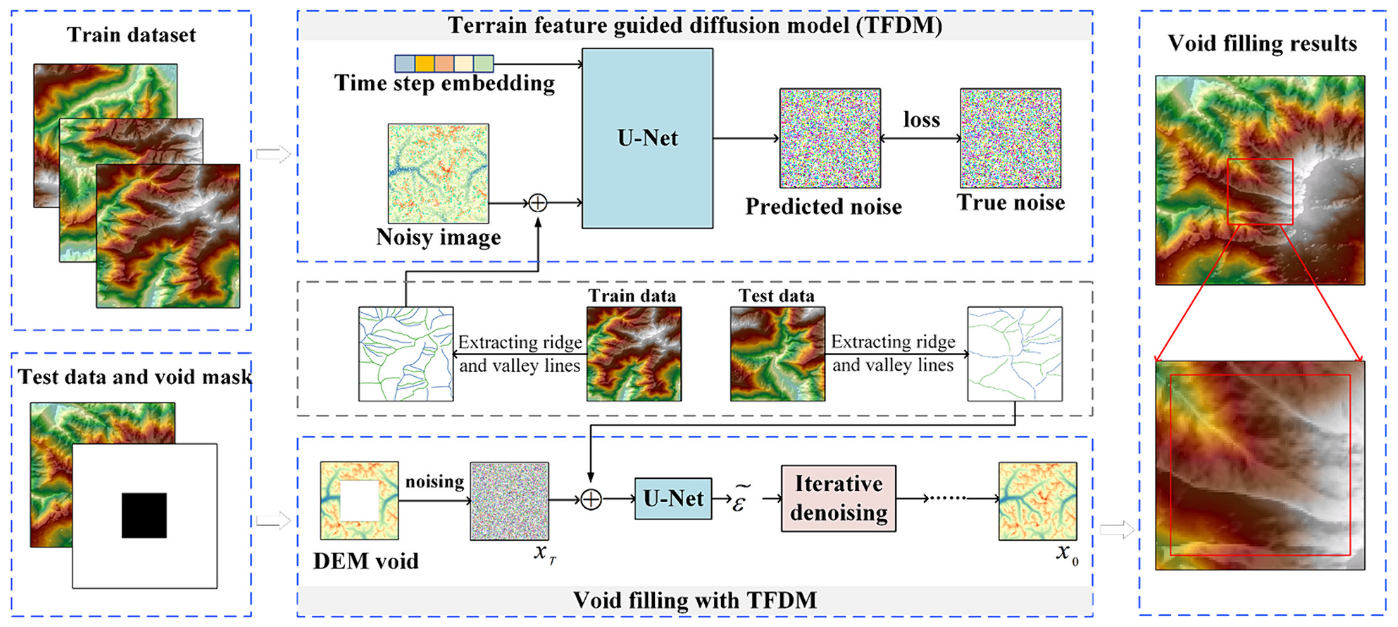 Train dataset
Test data and void mask
Terrain feature guided diffusion model (TFDM)
Time step embedding
Noisy image
U-Net
Predicted noise
loss
True noise
Train data
Extracting ridge
and valley lines
Test data
Extracting ridge
and valley lines
DEM void
noising
x_T
U-Net
ε̃
Iterative
denoising
x_0
Void filling with TFDM
Void filling results